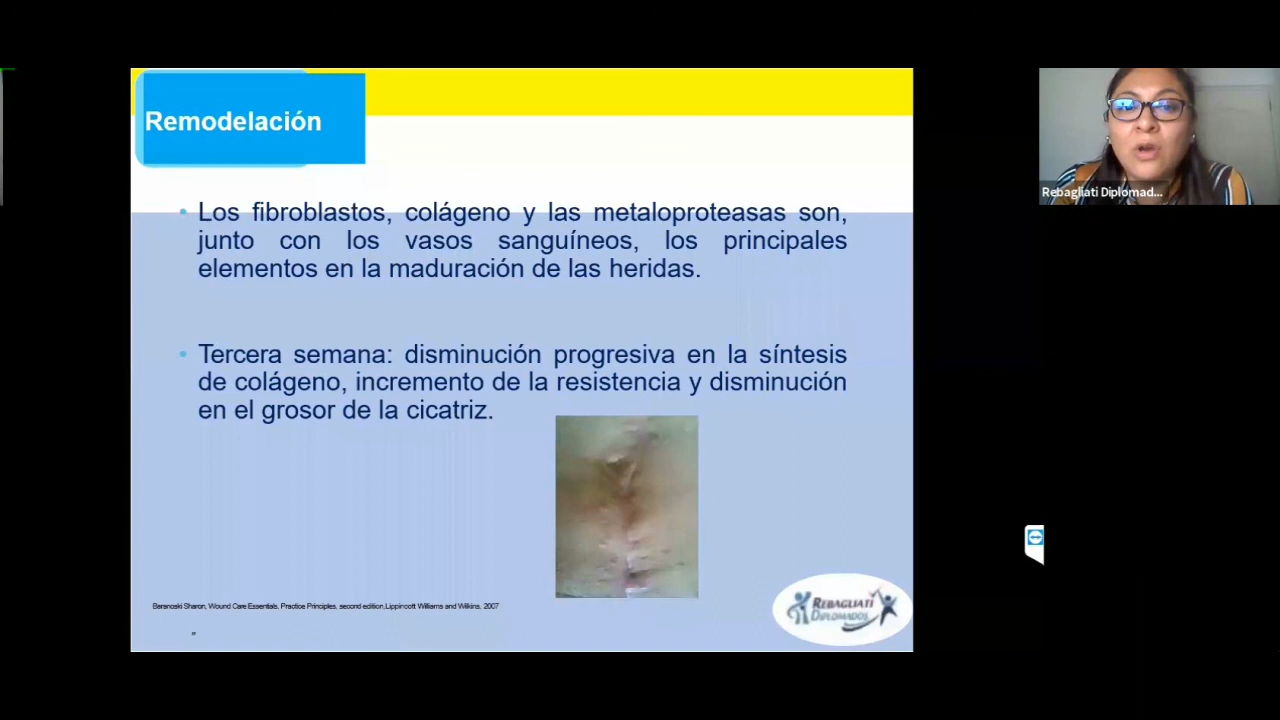 Remodelación
Rebagliati Diplomad...
• Los fibroblastos, colágeno y las metaloproteasas son,
junto con los vasos sanguíneos, los principales
elementos en la maduración de las heridas.
• Tercera semana: disminución progresiva en la síntesis
de colágeno, incremento de la resistencia y disminución
en el grosor de la cicatriz.
Baranoski Sharon, Wound Care Essentials, Practice Principles, second edition,Lippincott Williams and Wilkins, 2007
REBAGLIATI
DIPLOMADOS